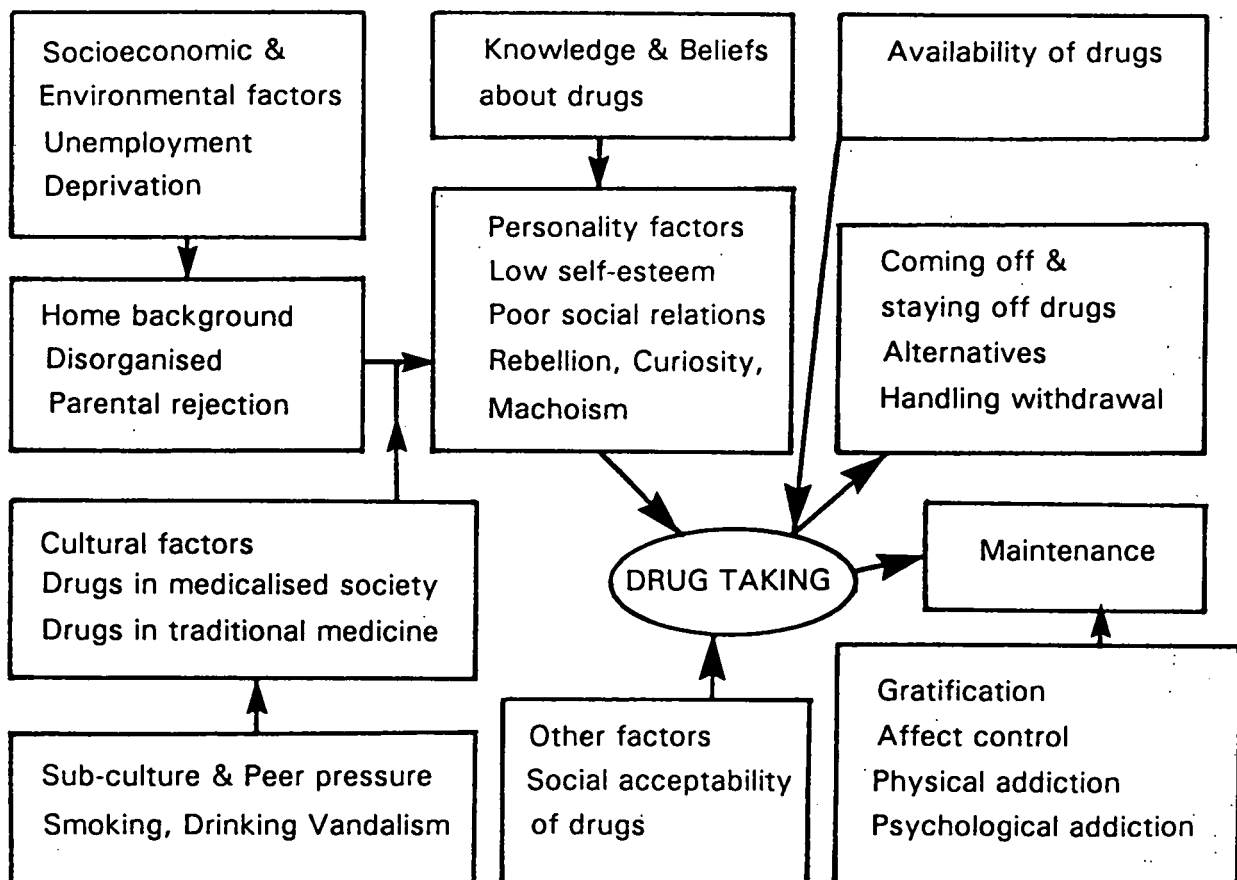 Socioeconomic &
Environmental factors
Unemployment
Deprivation
Knowledge & Beliefs
about drugs
Availability of drugs
Home background
Disorganised
Parental rejection
Personality factors
Low self-esteem
Poor social relations
Rebellion, Curiosity,
Machoism
Coming off &
staying off drugs
Alternatives
Handling withdrawal
Cultural factors
Drugs in medicalised society
Drugs in traditional medicine
DRUG TAKING
Maintenance
Sub-culture & Peer pressure
Smoking, Drinking Vandalism
Other factors
Social acceptability
of drugs
Gratification
Affect control
Physical addiction
Psychological addiction